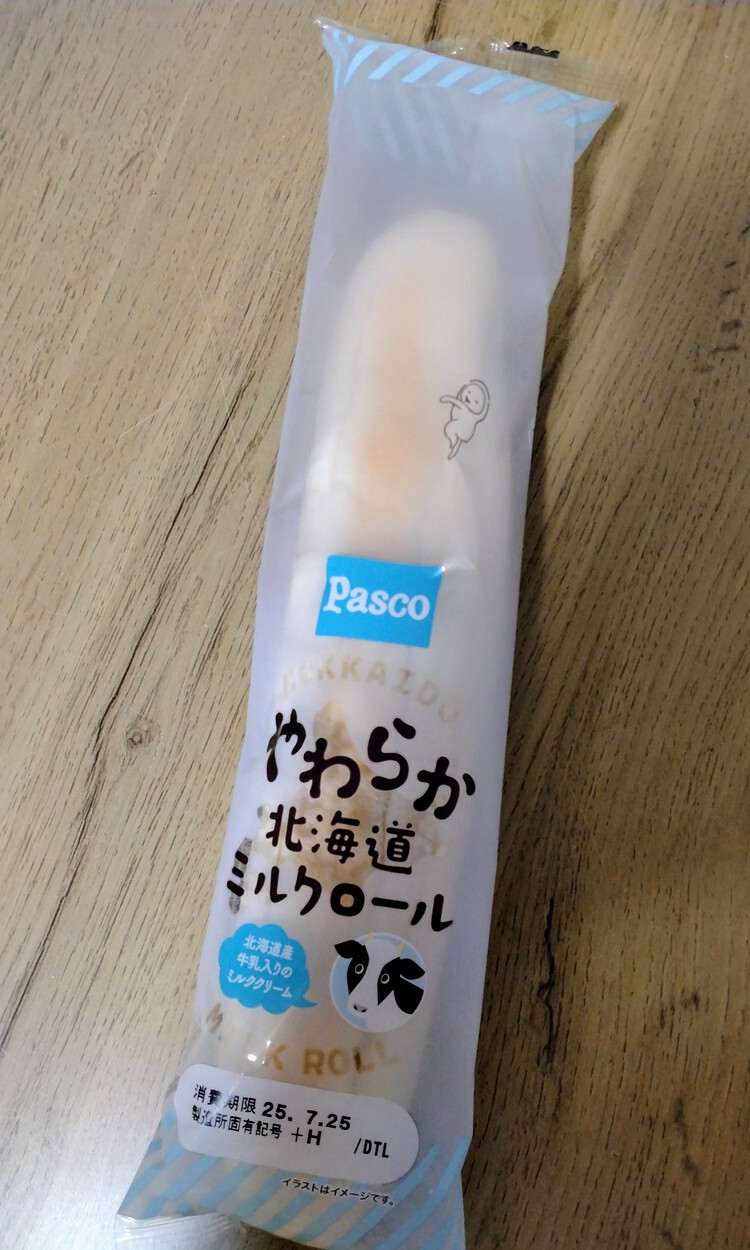 Pasco
HOKKAIDO
やわらか
北海道
ミルクロール
北海道産
牛乳入りの
ミルククリーム
MILK ROLL
消費期限 25. 7.25
製造所固有記号 +H /DTL
イラストはイメージです。